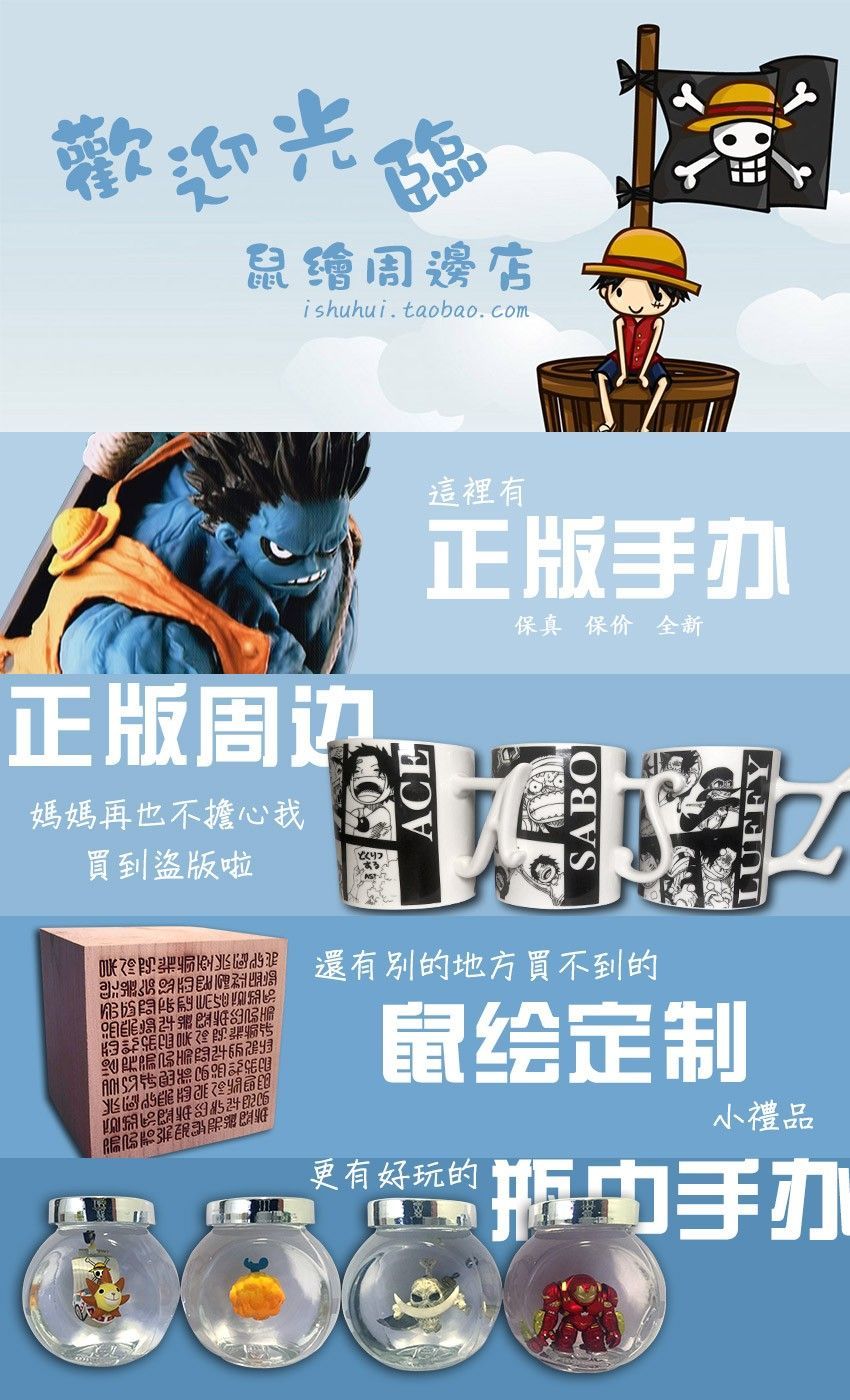 歡迎光臨
鼠繪周邊店
ishuhui.taobao.com
這裡有
正版手办
保真 保价 全新
正版周边
媽媽再也不擔心我
買到盜版啦
ACE
SABO
LUFFY
還有別的地方買不到的
鼠绘定制
小禮品
更有好玩的
瓶中手办